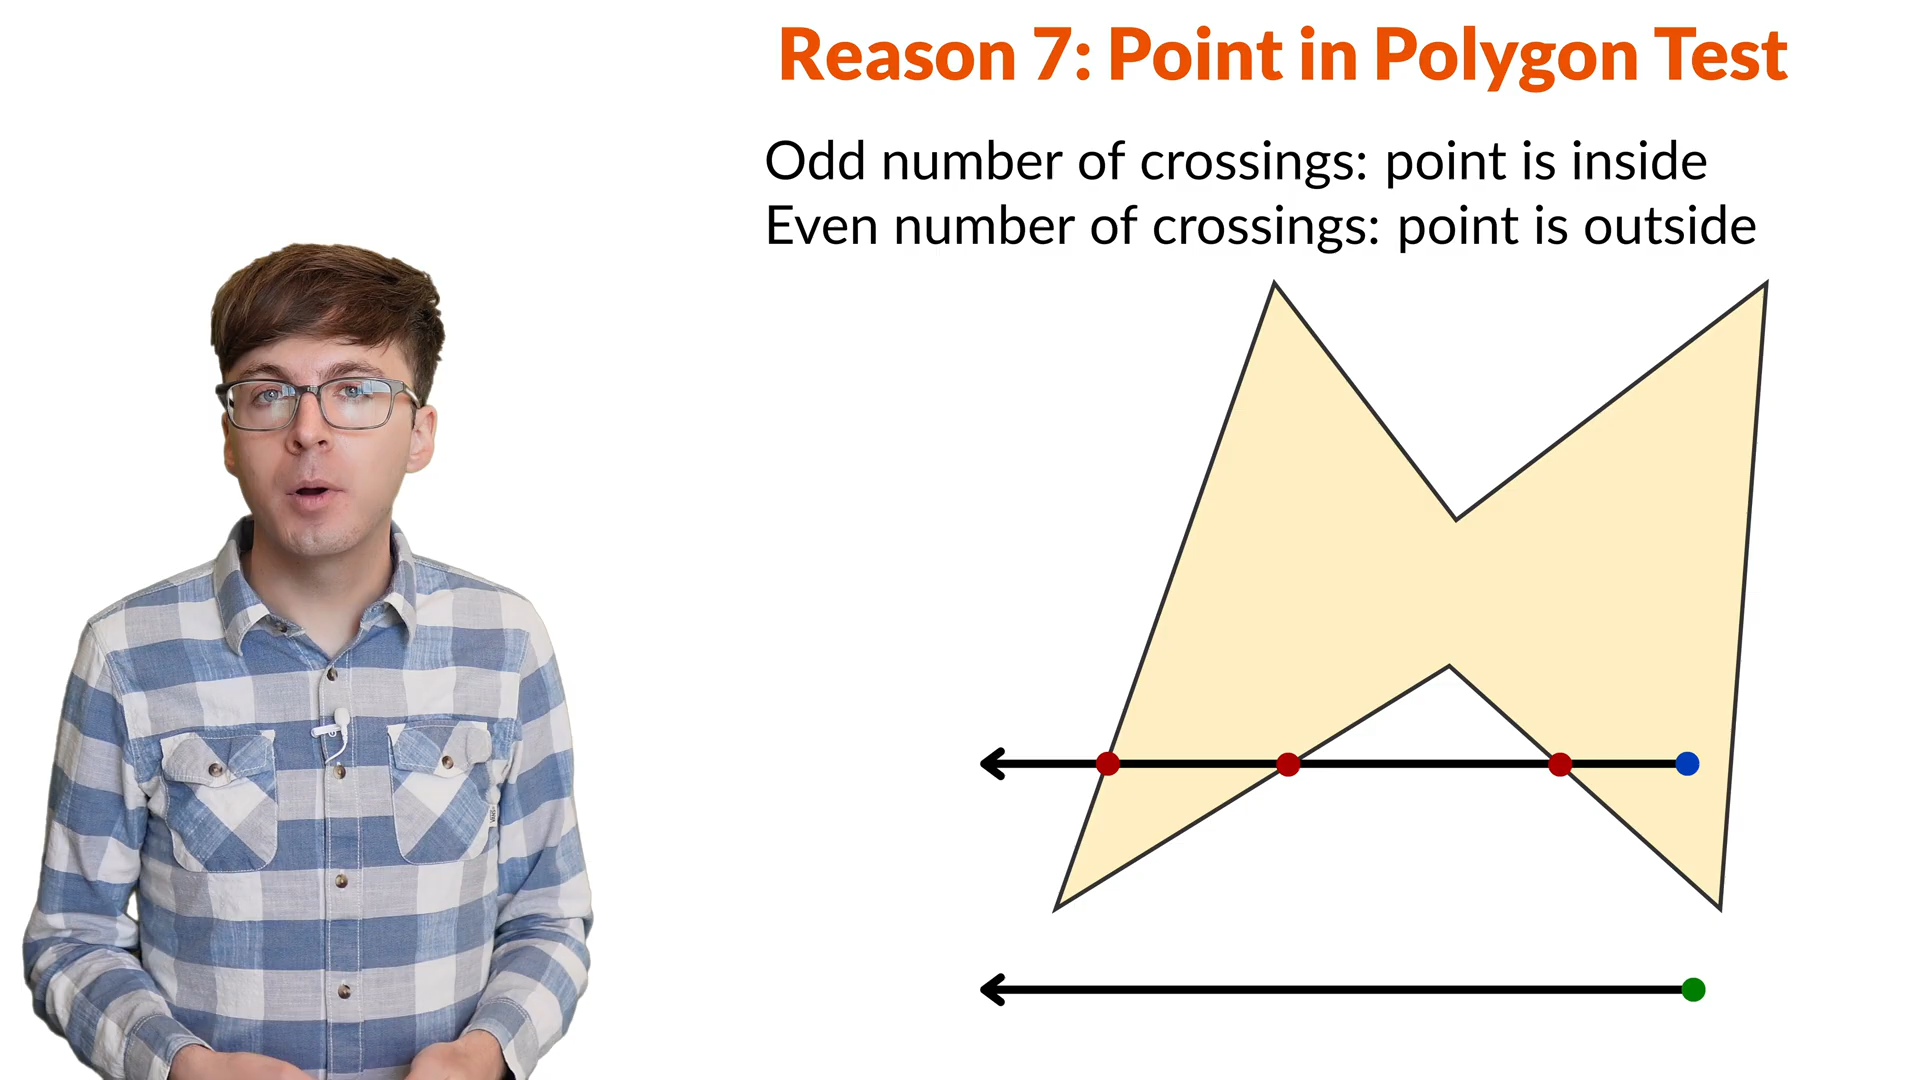 Reason 7: Point in Polygon Test
Odd number of crossings: point is inside
Even number of crossings: point is outside